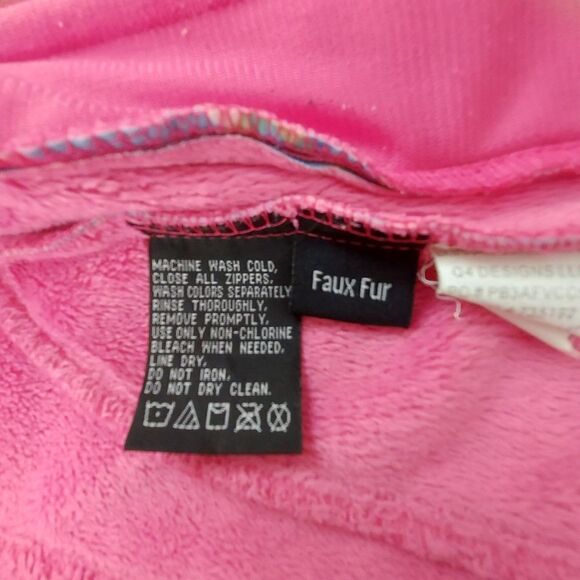 MACHINE WASH COLD,
CLOSE ALL ZIPPERS.
WASH COLORS SEPARATELY
RINSE THOROUGHLY.
REMOVE PROMPTLY.
USE ONLY NON-CHLORINE
BLEACH WHEN NEEDED.
LINE DRY.
DO NOT IRON.
DO NOT DRY CLEAN.
Faux Fur
G4 DESIGNS